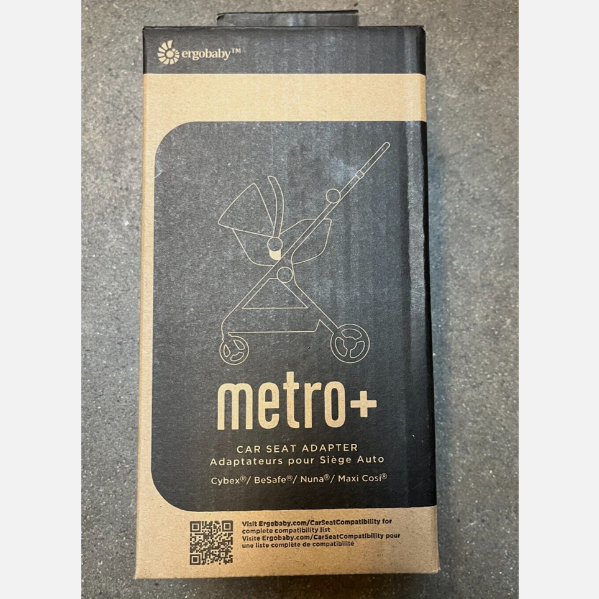 ergobaby™
metro+
CAR SEAT ADAPTER
Adaptateurs pour Siège Auto
Cybex®/ BeSafe®/ Nuna®/ Maxi Cosi®
Visit Ergobaby.com/CarSeatCompatibility for
complete compatibility list
Visite Ergobaby.com/CarSeatCompatibility pour
une liste complète de compatibilité